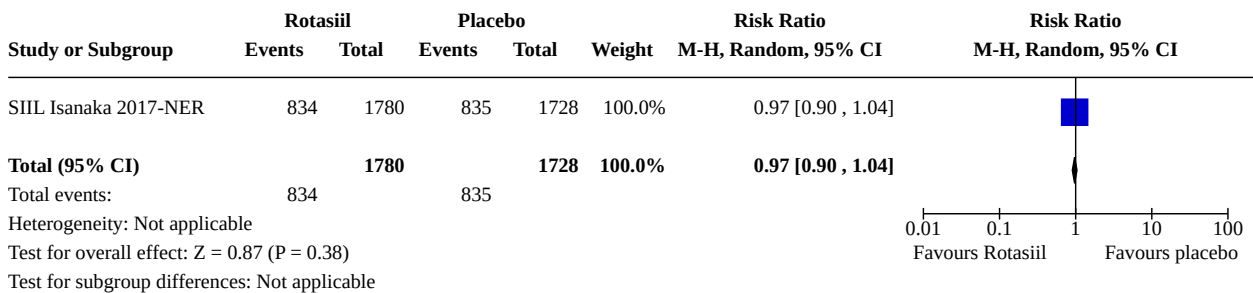 Rotasiil Placebo Risk Ratio Risk Ratio
Study or Subgroup Events Total Events Total Weight M-H, Random, 95% CI M-H, Random, 95% CI
SIIL Isanaka 2017-NER 834 1780 835 1728 100.0% 0.97 [0.90 , 1.04]
Total (95% CI) 1780 1728 100.0% 0.97 [0.90 , 1.04]
Total events: 834 835
Heterogeneity: Not applicable
0.01 0.1 1 10 100
Test for overall effect: Z = 0.87 (P = 0.38) Favours Rotasiil Favours placebo
Test for subgroup differences: Not applicable